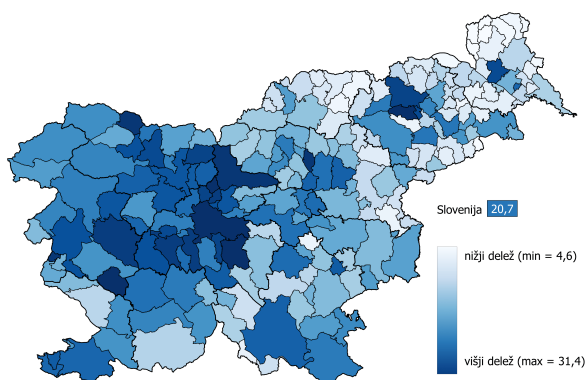 Slovenija 20,7
nižji delež (min = 4,6)
višji delež (max = 31,4)